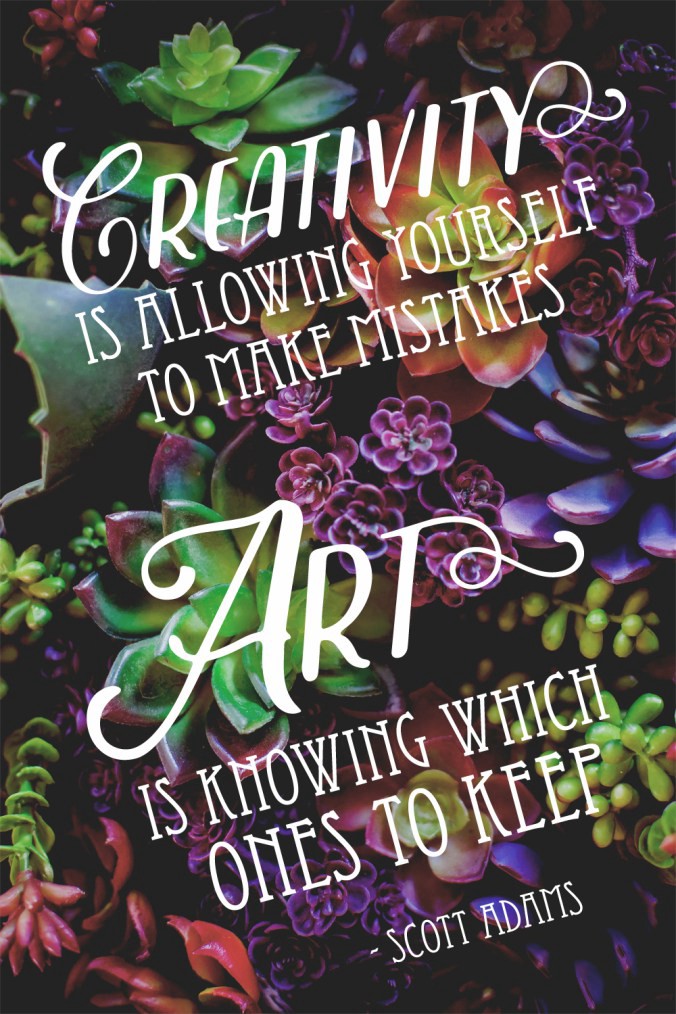 CREATIVITY
IS ALLOWING YOURSELF
TO MAKE MISTAKES
ART
IS KNOWING WHICH
ONES TO KEEP
- SCOTT ADAMS